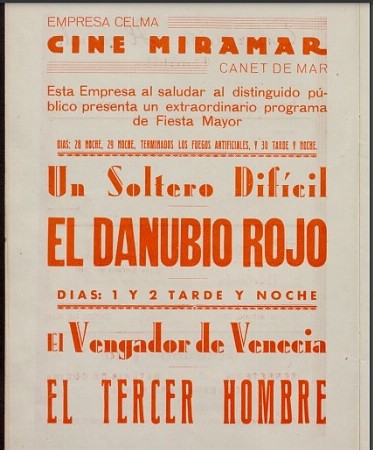 EMPRESA CELMA
CINE MIRAMAR
CANET DE MAR
Esta Empresa al saludar al distinguido pú-
blico presenta un extraordinario programa
de Fiesta Mayor
DIAS: 28 NOCHE, 29 NOCHE, TERMINADOS LOS FUEGOS ARTIFICIALES, Y 30 TARDE Y NOCHE.
Un Soltero Difícil
EL DANUBIO ROJO
DIAS: 1 Y 2 TARDE Y NOCHE
El Vengador de Venecia
EL TERCER HOMBRE